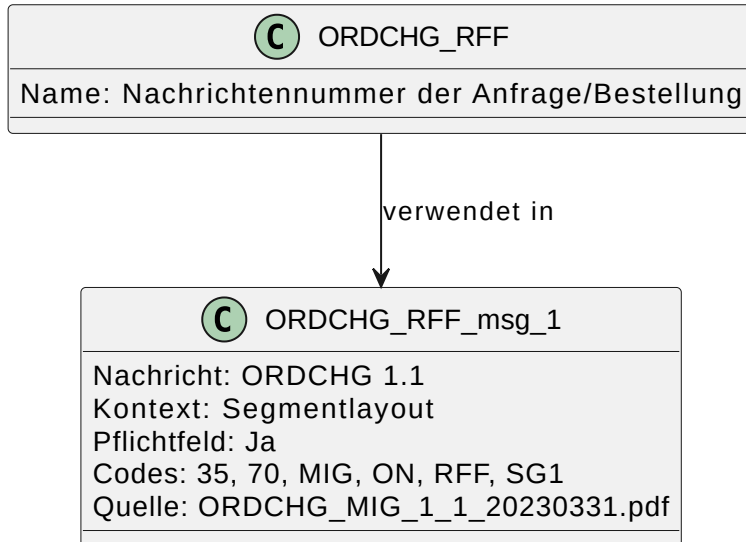 C ORDCHG_RFF
Name: Nachrichtennummer der Anfrage/Bestellung
verwendet in
C ORDCHG_RFF_msg_1
Nachricht: ORDCHG 1.1
Kontext: Segmentlayout
Pflichtfeld: Ja
Codes: 35, 70, MIG, ON, RFF, SG1
Quelle: ORDCHG_MIG_1_1_20230331.pdf